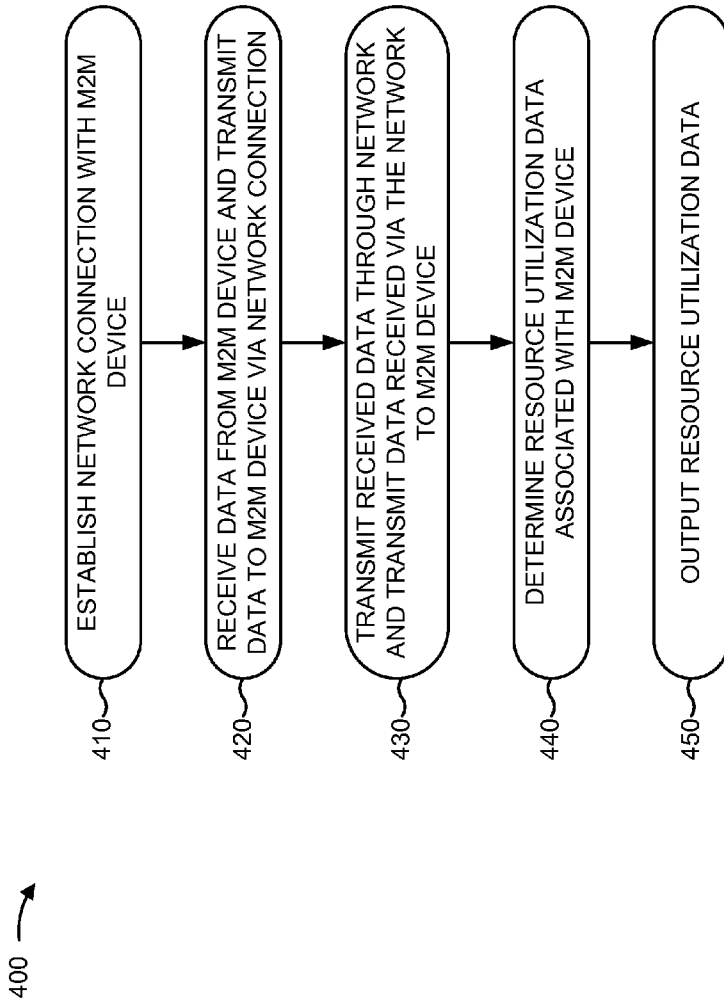 400
410
ESTABLISH NETWORK CONNECTION WITH M2M
DEVICE
420
RECEIVE DATA FROM M2M DEVICE AND TRANSMIT
DATA TO M2M DEVICE VIA NETWORK CONNECTION
430
TRANSMIT RECEIVED DATA THROUGH NETWORK
AND TRANSMIT DATA RECEIVED VIA THE NETWORK
TO M2M DEVICE
440
DETERMINE RESOURCE UTILIZATION DATA
ASSOCIATED WITH M2M DEVICE
450
OUTPUT RESOURCE UTILIZATION DATA